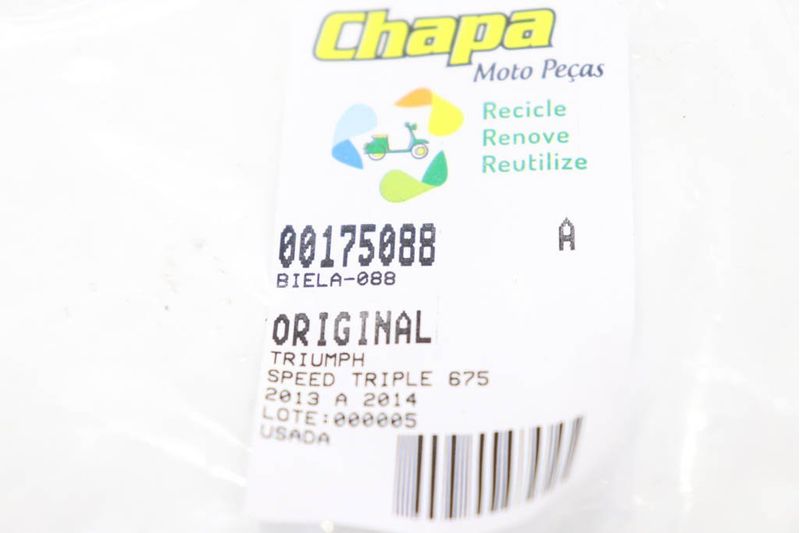 Chapa
Moto Peças
Recicle
Renove
Reutilize
00175088 A
BIELA-088
ORIGINAL
TRIUMPH
SPEED TRIPLE 675
2013 A 2014
LOTE:000005
USADA